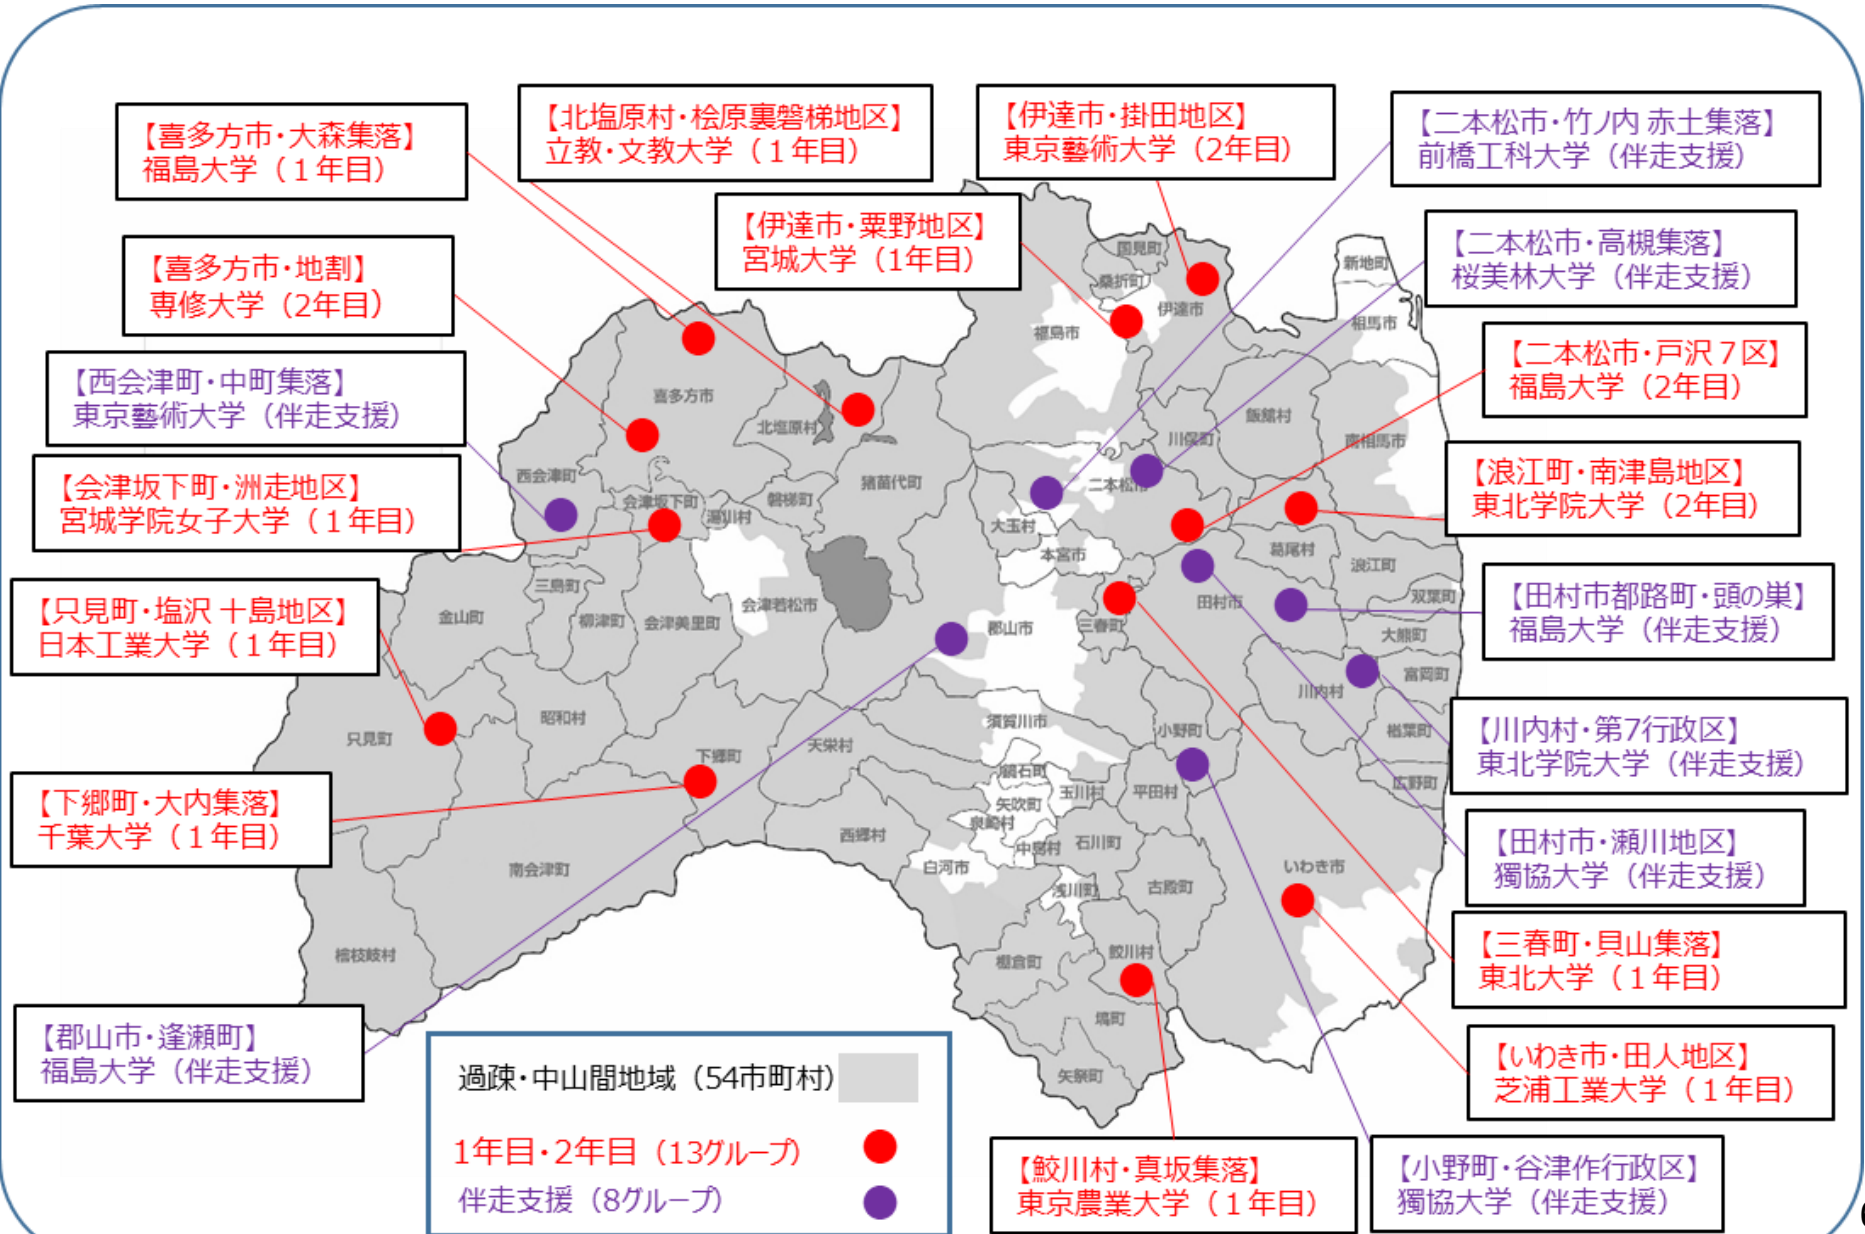 【喜多方市・大森集落】
福島大学（１年目）
【北塩原村・桧原裏磐梯地区】
立教・文教大学（１年目）
【伊達市・掛田地区】
東京藝術大学（2年目）
【二本松市・竹ノ内 赤土集落】
前橋工科大学（伴走支援）
【伊達市・粟野地区】
宮城大学（1年目）
【二本松市・高槻集落】
桜美林大学（伴走支援）
【喜多方市・地割】
専修大学（2年目）
【二本松市・戸沢７区】
福島大学（2年目）
【西会津町・中町集落】
東京藝術大学（伴走支援）
【浪江町・南津島地区】
東北学院大学（2年目）
【会津坂下町・洲走地区】
宮城学院女子大学（１年目）
【田村市都路町・頭の巣】
福島大学（伴走支援）
【只見町・塩沢 十島地区】
日本工業大学（１年目）
【川内村・第7行政区】
東北学院大学（伴走支援）
【下郷町・大内集落】
千葉大学（１年目）
【田村市・瀬川地区】
獨協大学（伴走支援）
【三春町・貝山集落】
東北大学（１年目）
【郡山市・逢瀬町】
福島大学（伴走支援）
【いわき市・田人地区】
芝浦工業大学（１年目）
【鮫川村・真坂集落】
東京農業大学（１年目）
【小野町・谷津作行政区】
獨協大学（伴走支援）
国見町
桑折町
伊達市
福島市
新地町
相馬市
喜多方市
北塩原村
川俣町
飯舘村
南相馬市
西会津町
会津坂下町
湯川村
磐梯町
猪苗代町
二本松市
大玉村
本宮市
葛尾村
浪江町
双葉町
大熊町
富岡町
三島町
金山町
柳津町
会津美里町
会津若松市
郡山市
三春町
田村市
川内村
楢葉町
広野町
只見町
昭和村
下郷町
天栄村
須賀川市
鏡石町
矢吹町
泉崎村
中島村
玉川村
平田村
小野町
石川町
西郷村
白河市
浅川町
古殿町
いわき市
南会津町
檜枝岐村
棚倉町
鮫川村
塙町
矢祭町
過疎・中山間地域（54市町村）
1年目・2年目（13グループ）
伴走支援（8グループ）